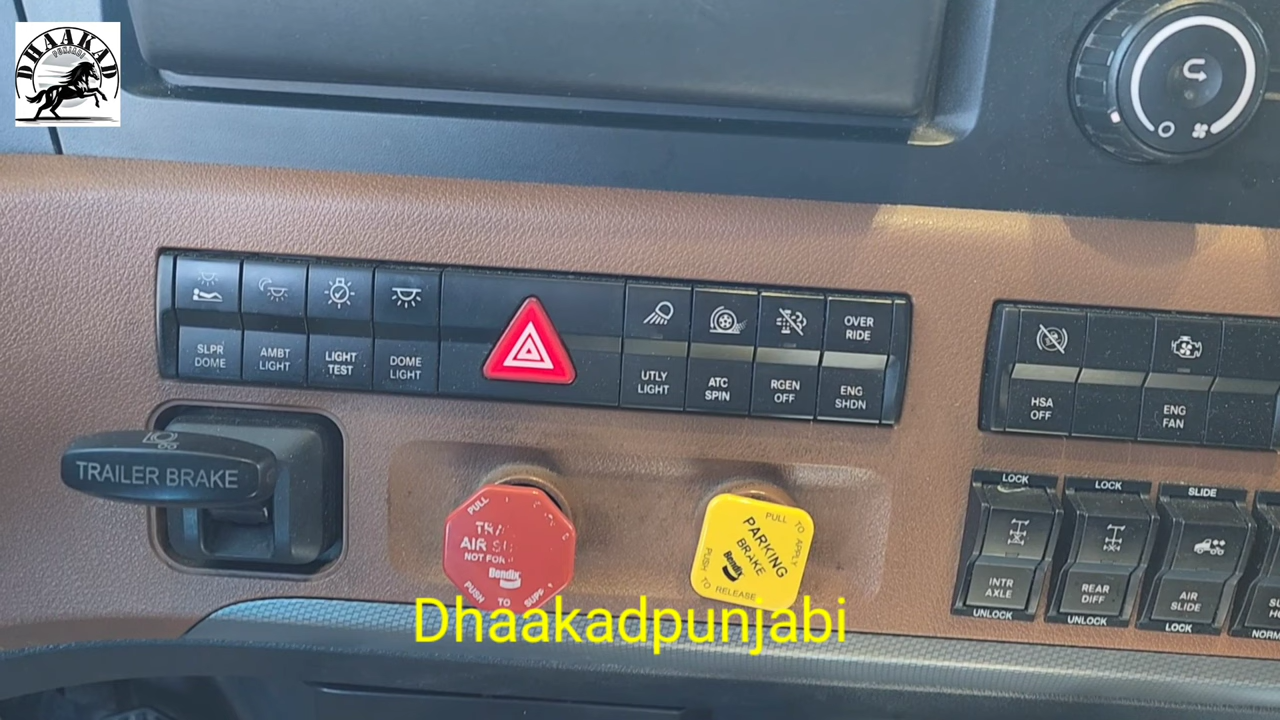 DHAAKAD
PUNJABI
SLPR
DOME
AMBT
LIGHT
LIGHT
TEST
DOME
LIGHT
UTLY
LIGHT
ATC
SPIN
RGEN
OFF
OVER
RIDE
ENG
SHDN
HSA
OFF
ENG
FAN
TRAILER BRAKE
PULL
AIR
NOT FOR
Bendix
PUSH TO
PULL TO APPLY
PARKING
BRAKE
Bendix
PUSH TO RELEASE
LOCK
INTR
AXLE
UNLOCK
LOCK
REAR
DIFF
UNLOCK
SLIDE
AIR
SLIDE
LOCK
Dhaakadpunjabi